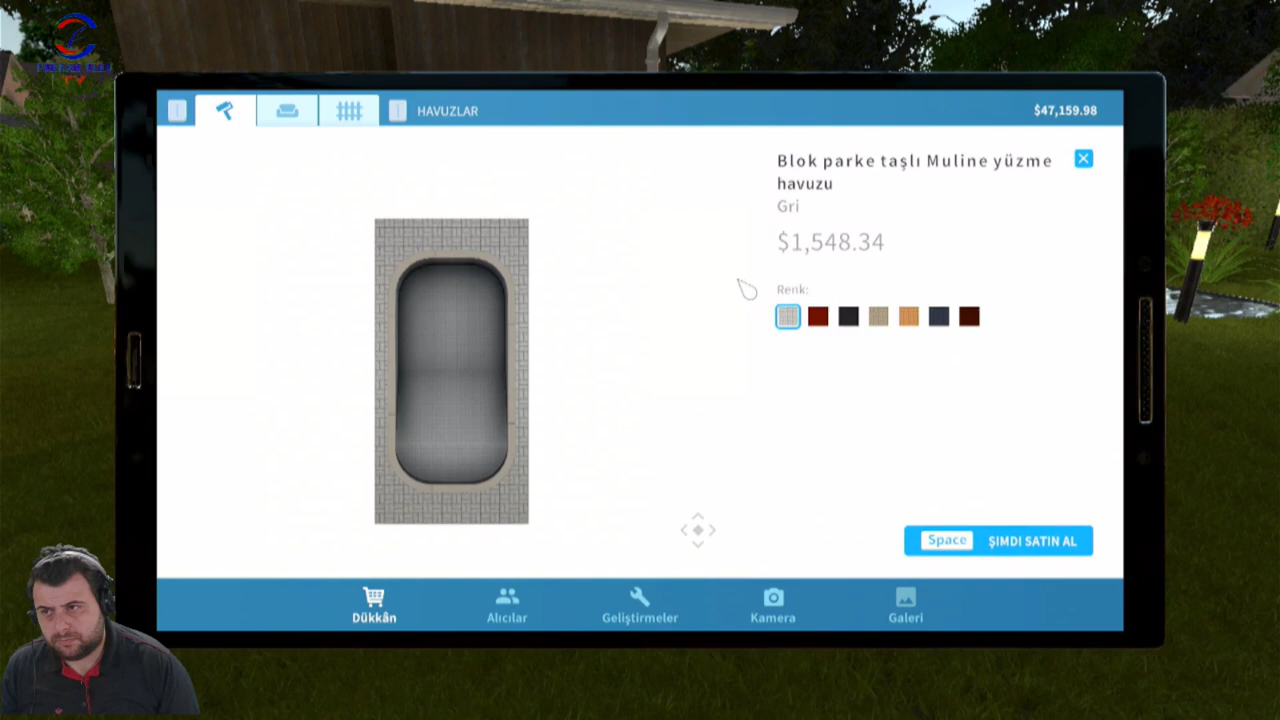 HAVUZLAR
$47,159.98
Blok parke taşlı Muline yüzme
havuzu
Gri
$1,548.34
Renk:
Space ŞIMDI SATIN AL
Dükkân
Alıcılar
Geliştirmeler
Kamera
Galeri